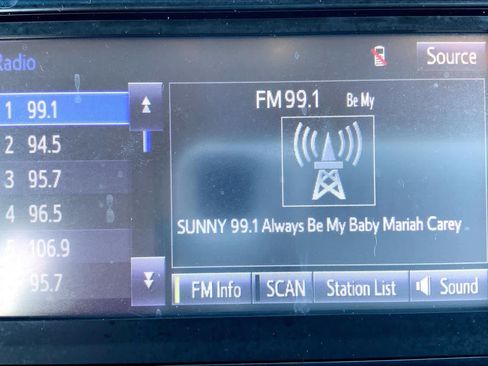 Radio
Source
1 99.1
2 94.5
3 95.7
4 96.5
5 106.9
95.7
FM 99.1 Be My
SUNNY 99.1 Always Be My Baby Mariah Carey
FM Info
SCAN
Station List
Sound